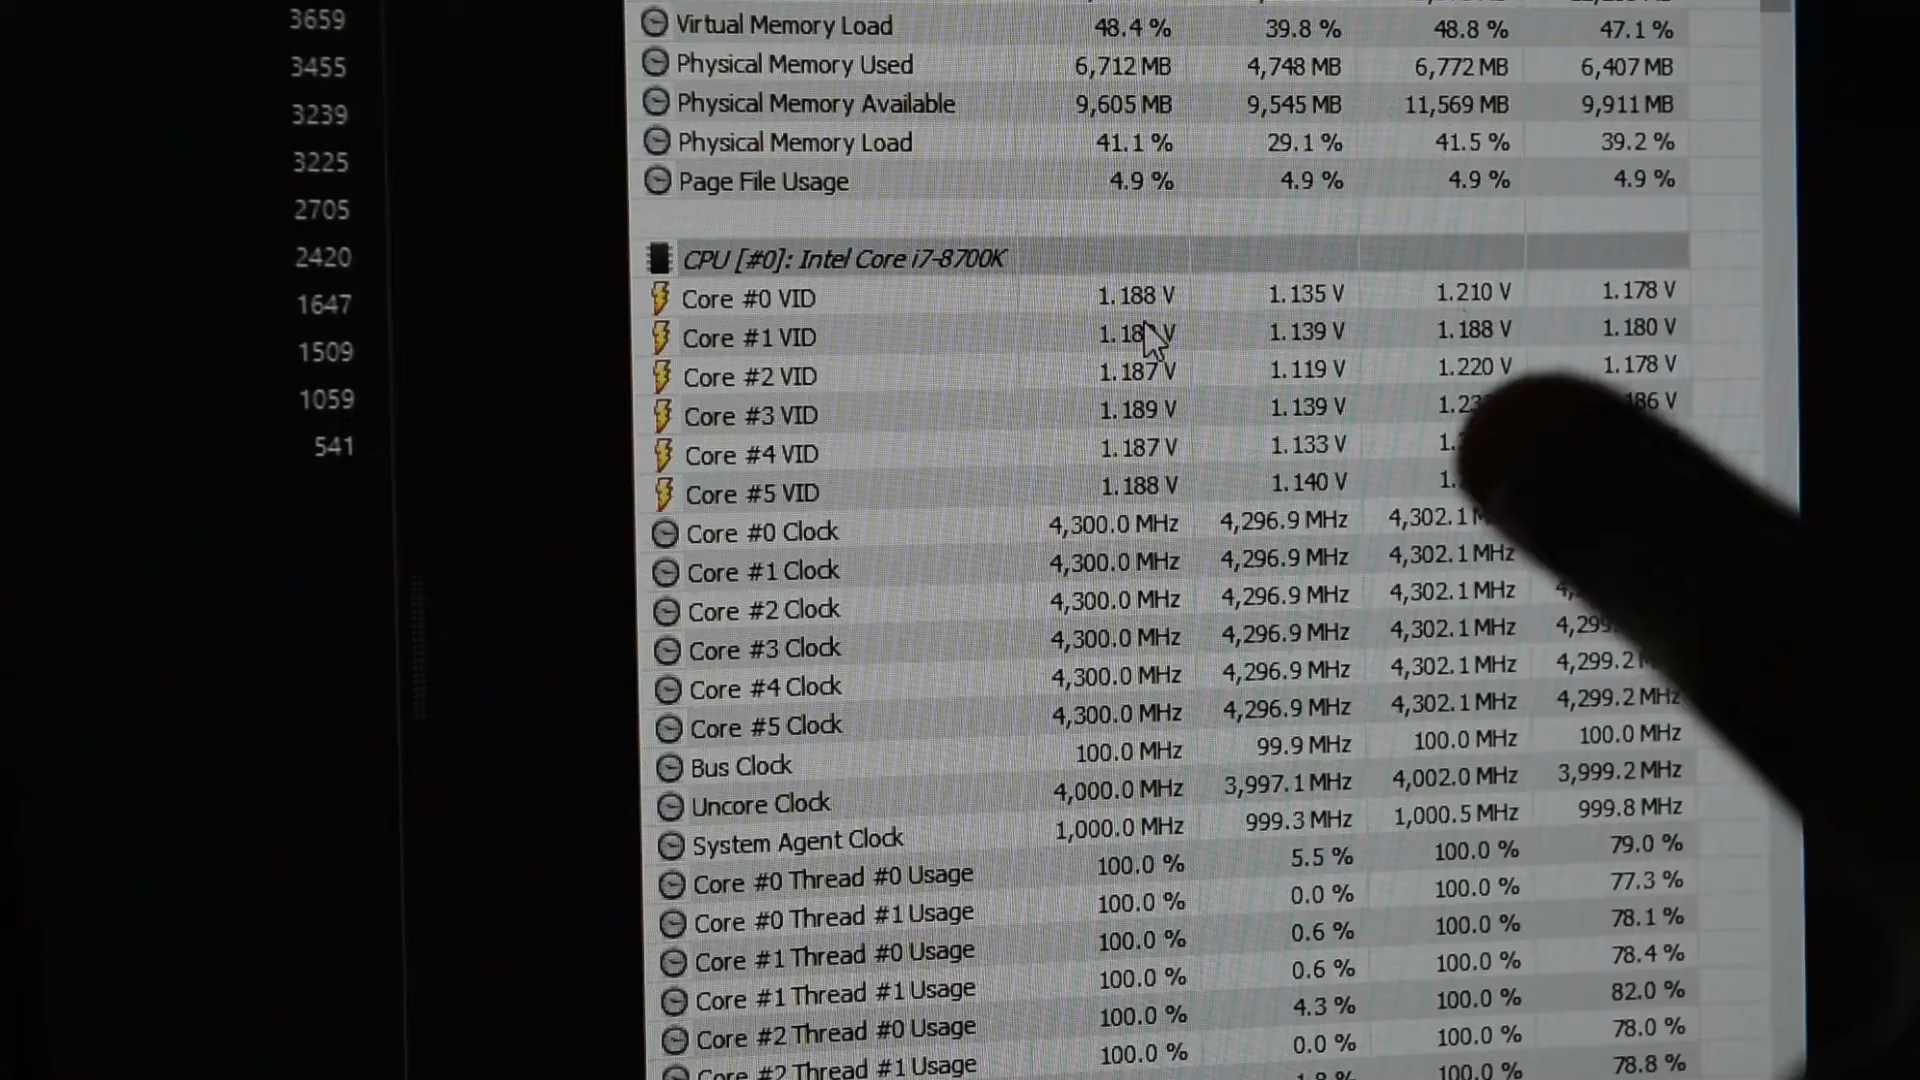 3659
3455
3239
3225
2705
2420
1647
1509
1059
541
Virtual Memory Load 48.4 % 39.8 % 48.8 % 47.1 %
Physical Memory Used 6,712 MB 4,748 MB 6,772 MB 6,407 MB
Physical Memory Available 9,605 MB 9,545 MB 11,569 MB 9,911 MB
Physical Memory Load 41.1 % 29.1 % 41.5 % 39.2 %
Page File Usage 4.9 % 4.9 % 4.9 % 4.9 %
CPU [#0]: Intel Core i7-8700K
Core #0 VID 1.188 V 1.135 V 1.210 V 1.178 V
Core #1 VID V 1.139 V 1.188 V 1.180 V
Core #2 VID 1.187 V 1.119 V 1.220 V 1.178 V
Core #3 VID 1.189 V 1.139 V
Core #4 VID 1.187 V 1.133 V
Core #5 VID 1.188 V 1.140 V
Core #0 Clock 4,300.0 MHz 4,296.9 MHz 4,302.1
Core #1 Clock 4,300.0 MHz 4,296.9 MHz 4,302.1 MHz
Core #2 Clock 4,300.0 MHz 4,296.9 MHz 4,302.1 MHz
Core #3 Clock 4,300.0 MHz 4,296.9 MHz 4,302.1 MHz
Core #4 Clock 4,300.0 MHz 4,296.9 MHz 4,302.1 MHz 4,299.2
Core #5 Clock 4,300.0 MHz 4,296.9 MHz 4,302.1 MHz 4,299.2 MHz
Bus Clock 100.0 MHz 99.9 MHz 100.0 MHz 100.0 MHz
Uncore Clock 4,000.0 MHz 3,997.1 MHz 4,002.0 MHz 3,999.2 MHz
System Agent Clock 1,000.0 MHz 999.3 MHz 1,000.5 MHz 999.8 MHz
Core #0 Thread #0 Usage 100.0 % 5.5 % 100.0 % 79.0 %
Core #0 Thread #1 Usage 100.0 % 0.0 % 100.0 % 77.3 %
Core #1 Thread #0 Usage 100.0 % 0.6 % 100.0 % 78.1 %
Core #1 Thread #1 Usage 100.0 % 0.6 % 100.0 % 78.4 %
Core #2 Thread #0 Usage 100.0 % 4.3 % 100.0 % 82.0 %
Core #2 Thread #1 Usage 100.0 % 0.0 % 100.0 % 78.0 %
100.0 % 78.8 %